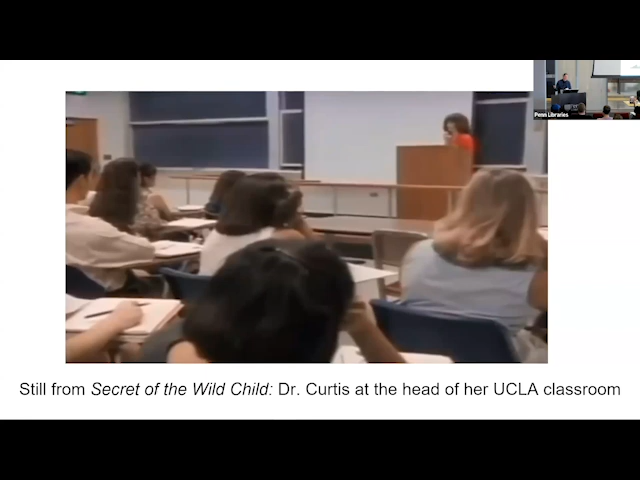 Penn Libraries
Still from Secret of the Wild Child: Dr. Curtis at the head of her UCLA classroom